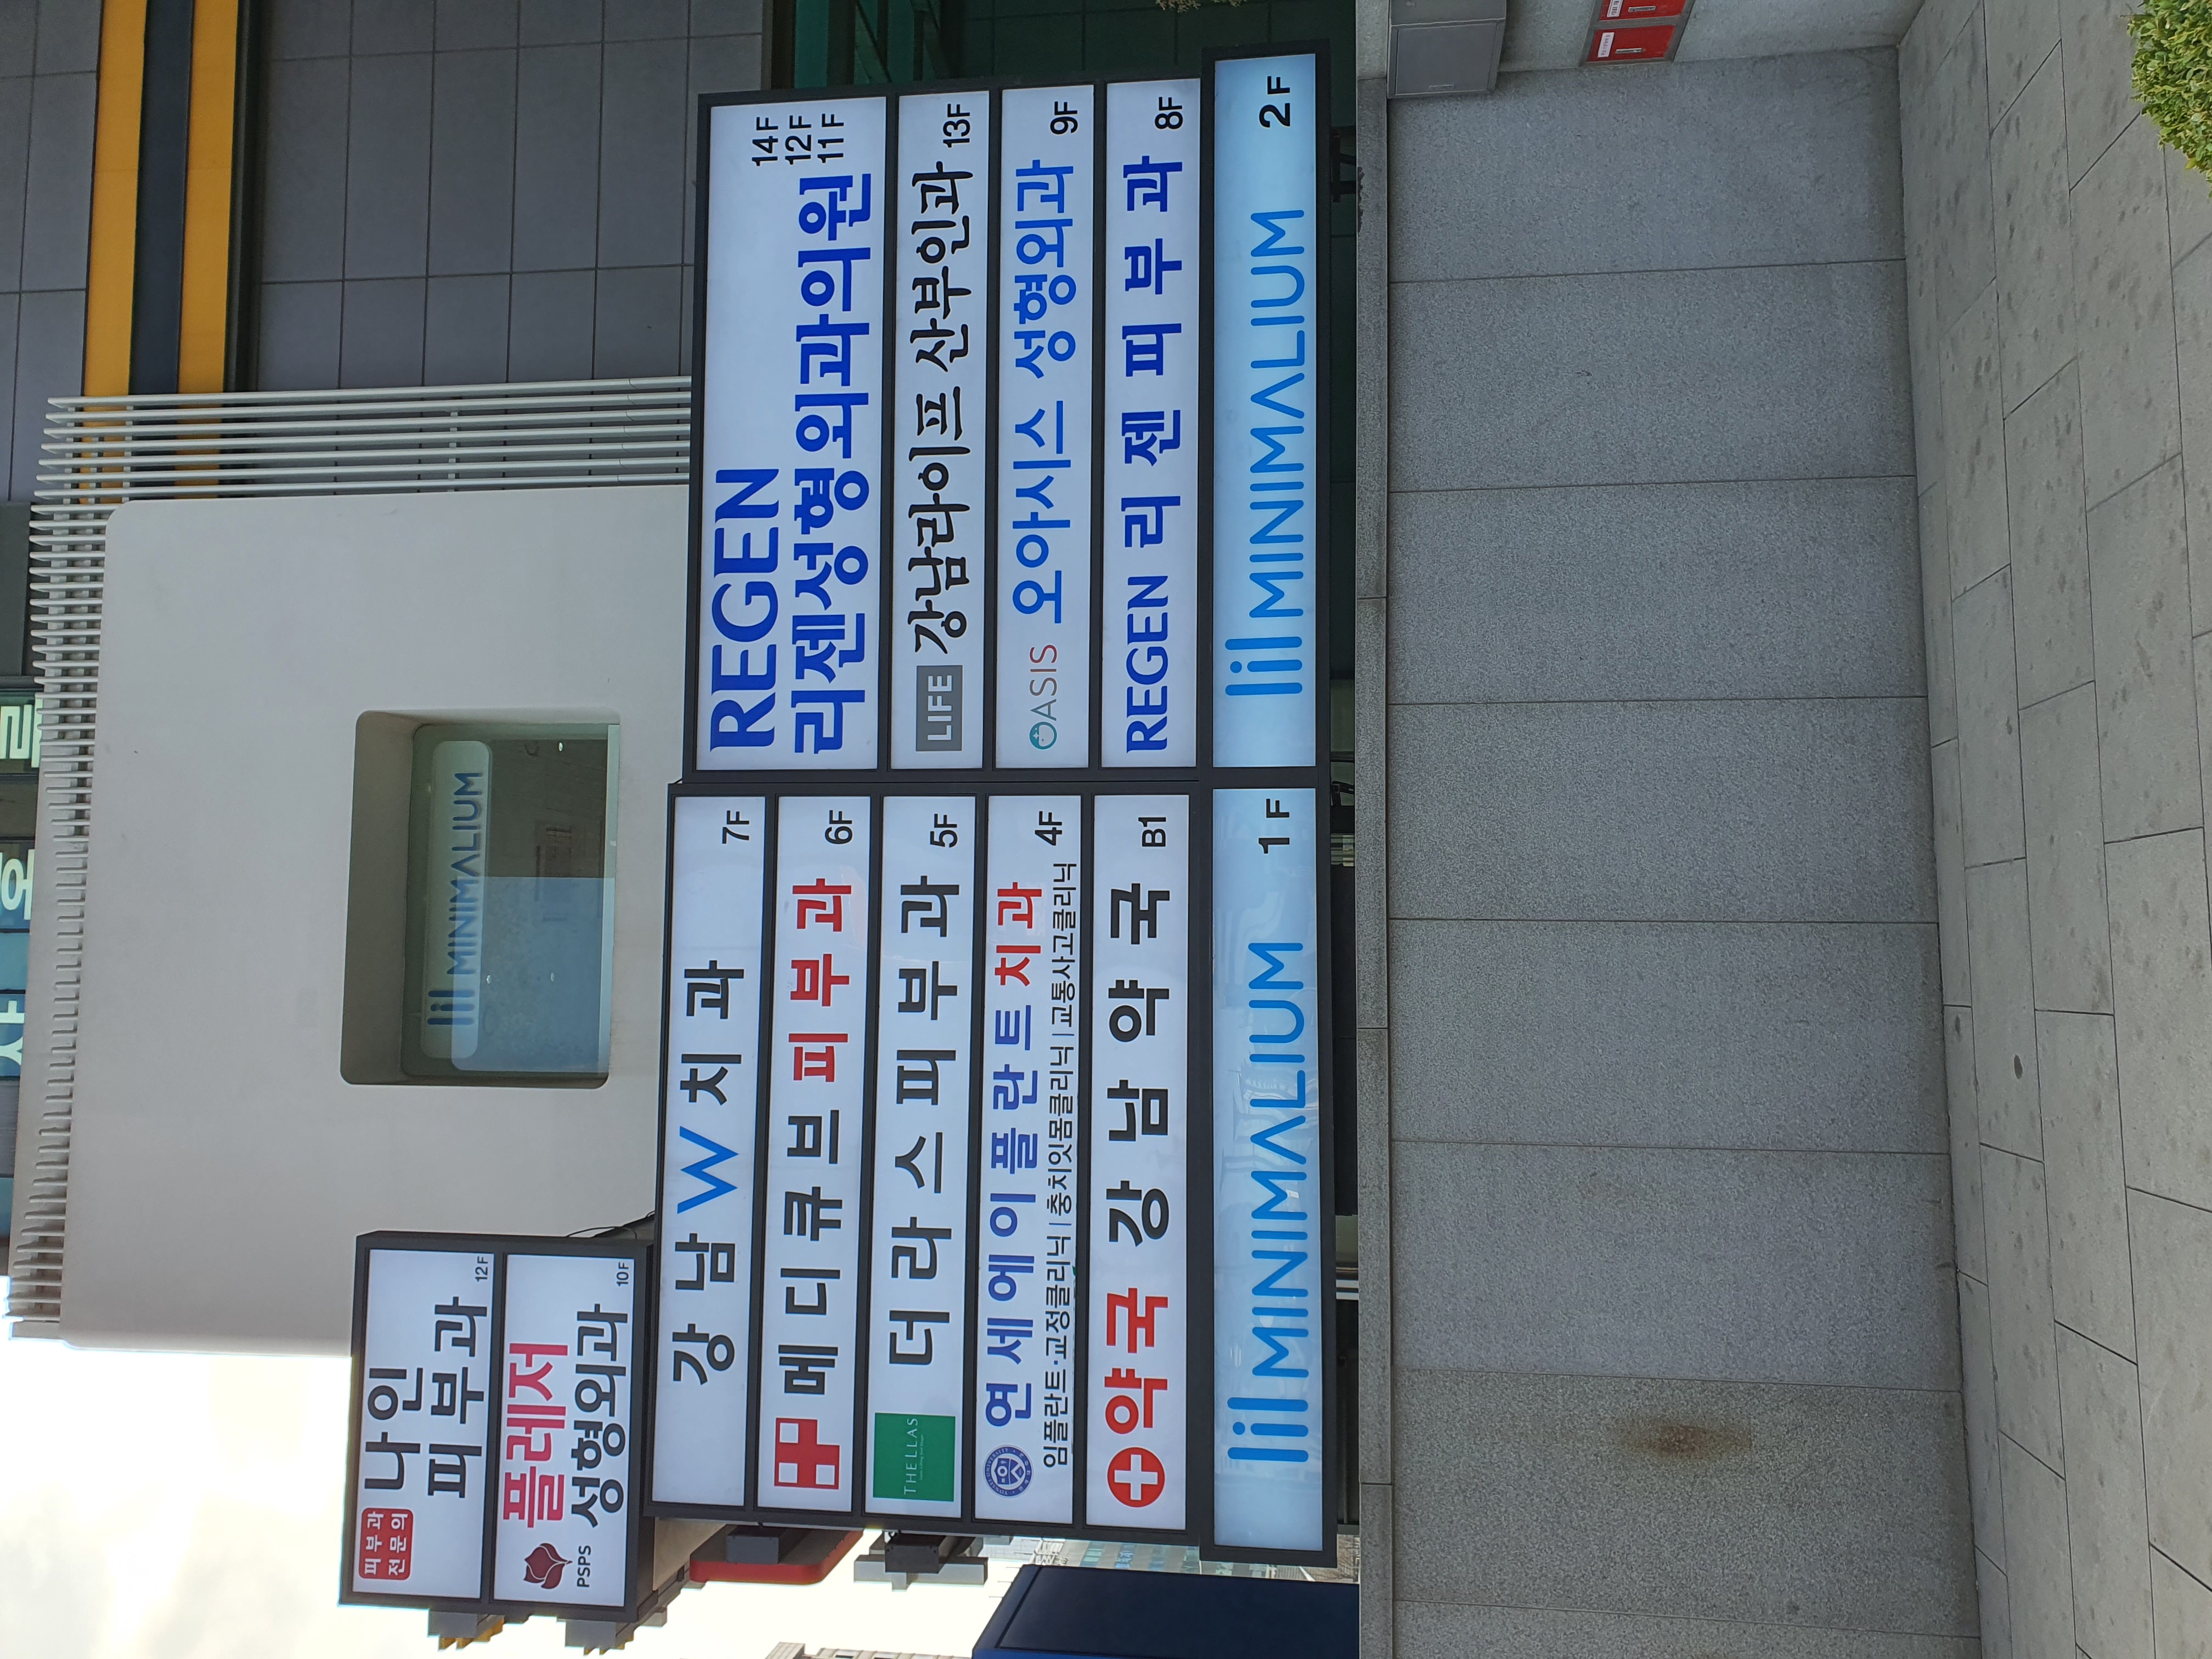 피부과
전문의
나인
피부과
12F
PSPS
플레저
성형외과
10F
lil MINIMALIUM
강남 W 치과 7F
메디큐브 피부과 6F
THE LLAS 더라스피부과 5F
연세에이플란트치과 4F
임플란트·교정클리닉 | 충치잇몸클리닉 | 교통사고클리닉
약국 강남약국 B1
lil MINIMALIUM 1F
REGEN
리젠성형외과의원
14F
12F
11F
LIFE 강남라이프 산부인과 13F
OASIS 오아시스 성형외과 9F
REGEN 리젠피부과 8F
lil MINIMALIUM 2F